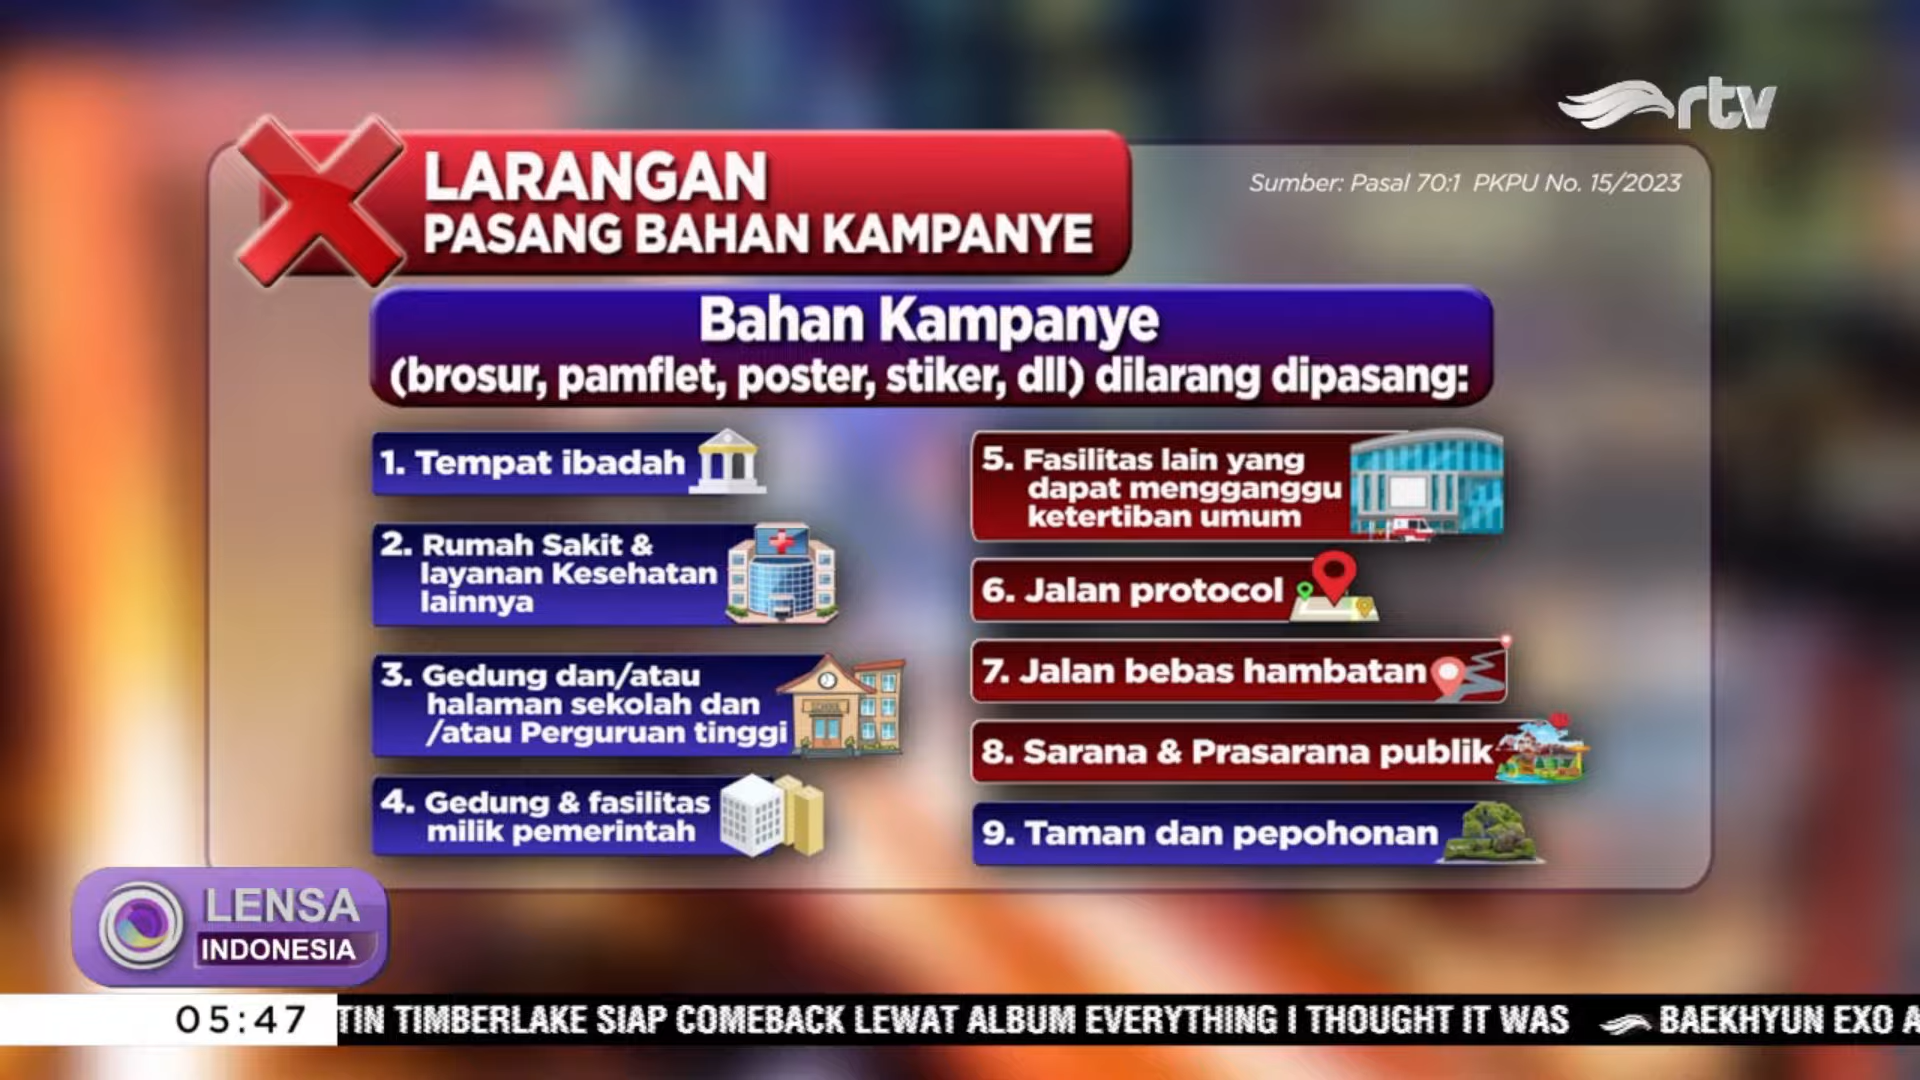 rtv
LARANGAN
PASANG BAHAN KAMPANYE
Sumber: Pasal 70:1 PKPU No. 15/2023
Bahan Kampanye
(brosur, pamflet, poster, stiker, dll) dilarang dipasang:
1. Tempat ibadah
2. Rumah Sakit &
layanan Kesehatan
lainnya
3. Gedung dan/atau
halaman sekolah dan
/atau Perguruan tinggi
4. Gedung & fasilitas
milik pemerintah
5. Fasilitas lain yang
dapat mengganggu
ketertiban umum
6. Jalan protocol
7. Jalan bebas hambatan
8. Sarana & Prasarana publik
9. Taman dan pepohonan
LENSA
INDONESIA
05:47
TIN TIMBERLAKE SIAP COMEBACK LEWAT ALBUM EVERYTHING I THOUGHT IT WAS BAEKHYUN EXO A